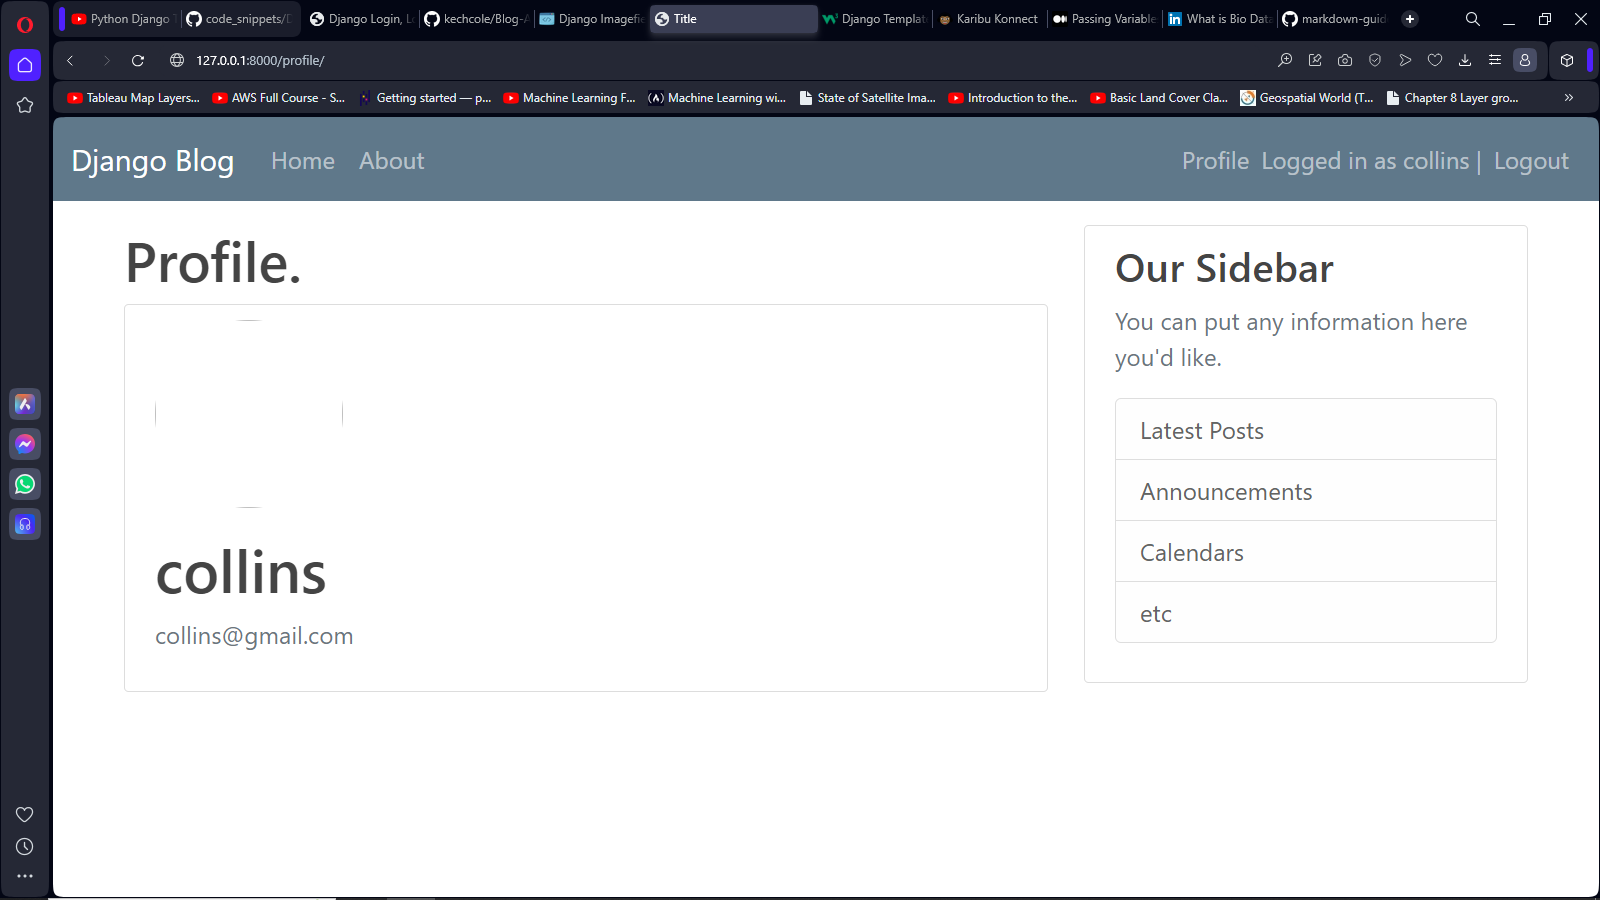 Python Django T
code_snippets/D
Django Login, Lo
kechcole/Blog-A
Django Imagefie
Title
Django Templat
Karibu Konnect
Passing Variable
What is Bio Data
markdown-guid
127.0.0.1:8000/profile/
Tableau Map Layers...
AWS Full Course - S...
Getting started — p...
Machine Learning F...
Machine Learning wi...
State of Satellite Ima...
Introduction to the...
Basic Land Cover Cla...
Geospatial World (T...
Chapter 8 Layer gro...
Django Blog Home About Profile Logged in as collins | Logout
Profile.
collins
collins@gmail.com
Our Sidebar
You can put any information here
you'd like.
Latest Posts
Announcements
Calendars
etc